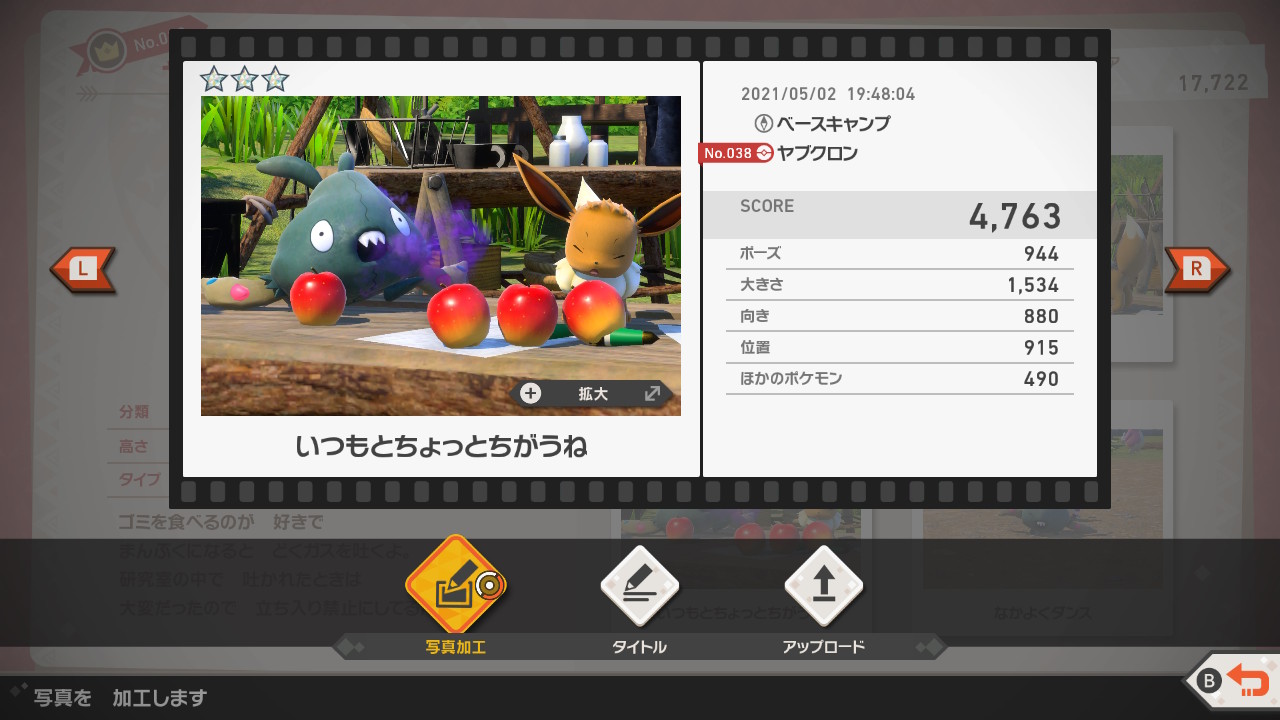 No.0
17,722
2021/05/02 19:48:04
ベースキャンプ
No.038 ヤブクロン
SCORE 4,763
ポーズ 944
大きさ 1,534
向き 880
位置 915
ほかのポケモン 490
L
R
+ 拡大
いつもとちょっとちがうね
分類
高さ
タイプ
ゴミを食べるのが 好きで
まんぷくになると どくガスを吐くよ。
研究室の中で 吐かれたときは
大変だったので 立ち入り禁止にして
いつもとちょっとちが
なかよくダンス
写真加工
タイトル
アップロード
写真を 加工します
B